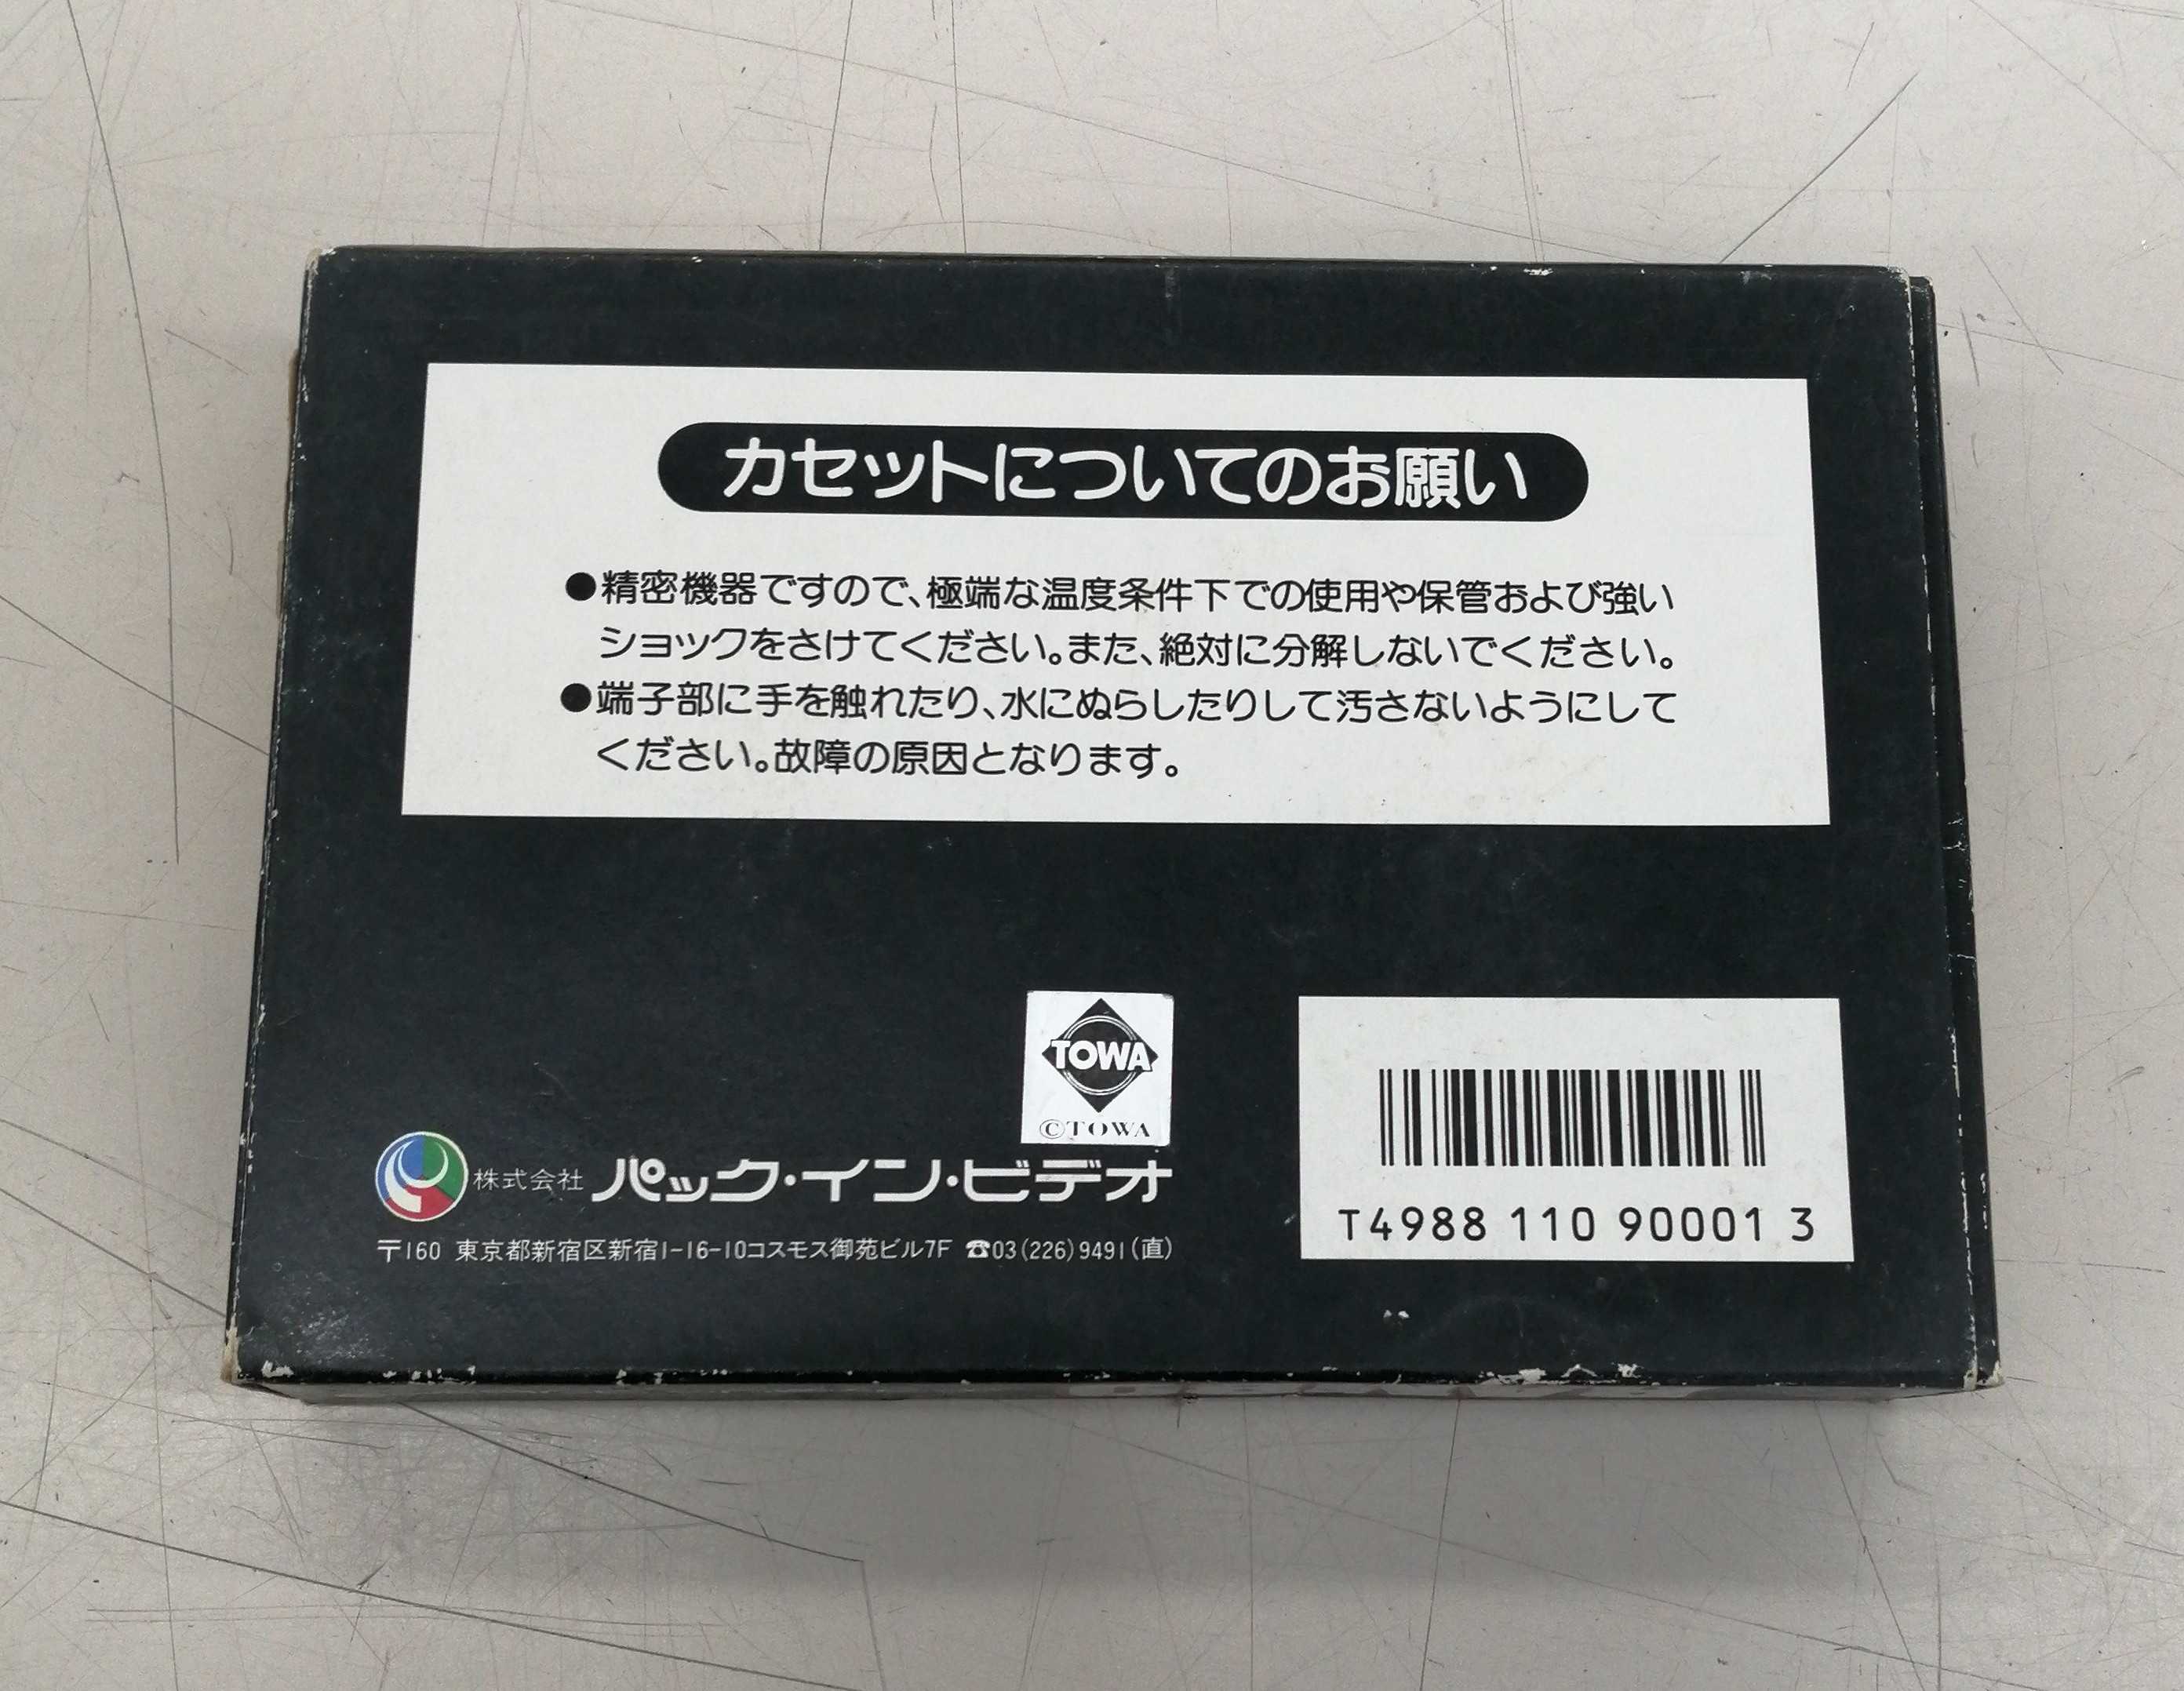 カセットについてのお願い
●精密機器ですので、極端な温度条件下での使用や保管および強い
ショックをさけてください。また、絶対に分解しないでください。
●端子部に手を触れたり、水にぬらしたりして汚さないようにして
ください。故障の原因となります。
TOWA
©TOWA
株式会社 パック・イン・ビデオ
〒160 東京都新宿区新宿1-16-10コスモス御苑ビル7F ☎03(226)9491(直)
T4988 110 90001 3